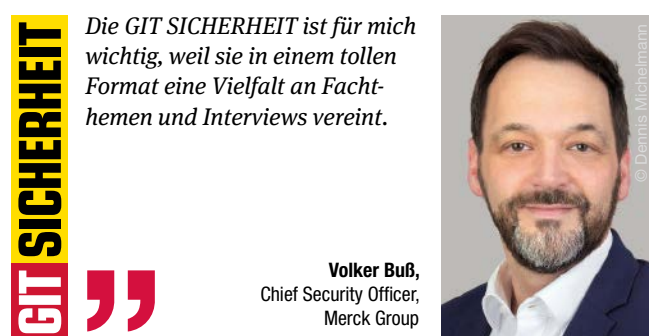 GIT SICHERHEIT
Die GIT SICHERHEIT ist für mich
wichtig, weil sie in einem tollen
Format eine Vielfalt an Fach-
themen und Interviews vereint.
Volker Buß,
Chief Security Officer,
Merck Group
© Dennis Michelmann